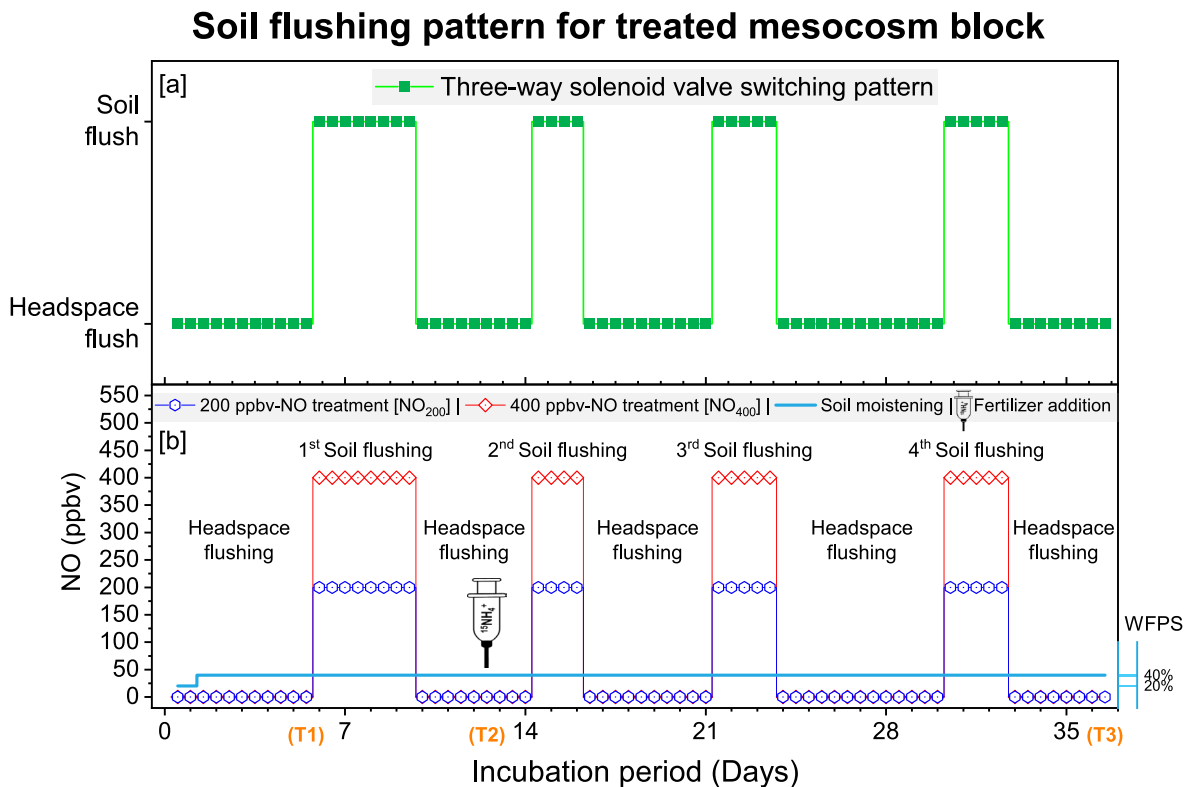 Soil flushing pattern for treated mesocosm block
[a]
Three-way solenoid valve switching pattern
Soil
flush
Headspace
flush
550
500
450
400
350
300
250
200
150
100
50
0
NO (ppbv)
200 ppbv-NO treatment [NO₂₀₀] | 400 ppbv-NO treatment [NO₄₀₀] | Soil moistening | Fertilizer addition
[b]
1ˢᵗ Soil flushing
2ⁿᵈ Soil flushing
3ʳᵈ Soil flushing
4ᵗʰ Soil flushing
Headspace
flushing
Headspace
flushing
Headspace
flushing
Headspace
flushing
Headspace
flushing
¹⁵NH₄⁺
WFPS
40%
20%
0 (T1) 7 (T2) 14 21 28 35 (T3)
Incubation period (Days)